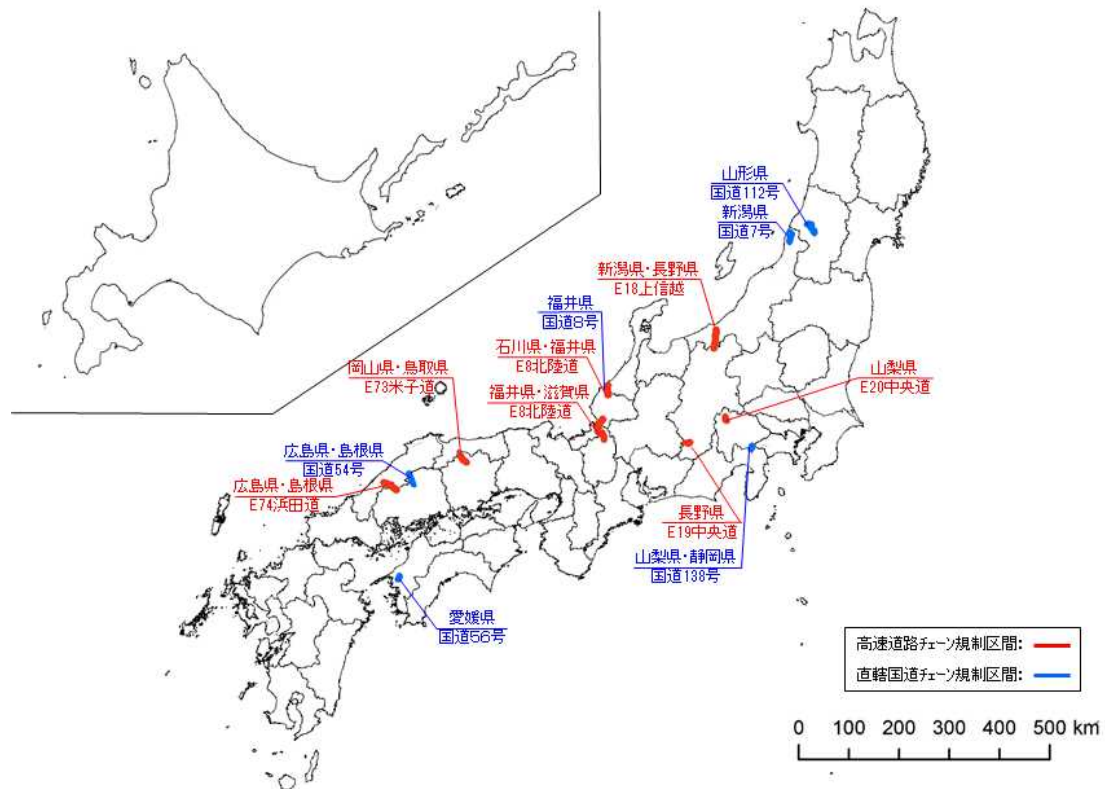 山形県
国道112号
新潟県
国道7号
新潟県・長野県
E18上信越
福井県
国道8号
石川県・福井県
E8北陸道
岡山県・鳥取県
E73米子道
福井県・滋賀県
E8北陸道
山梨県
E20中央道
広島県・島根県
国道54号
広島県・島根県
E74浜田道
長野県
E19中央道
山梨県・静岡県
国道138号
愛媛県
国道56号
高速道路チェーン規制区間:
直轄国道チェーン規制区間:
0 100 200 300 400 500 km